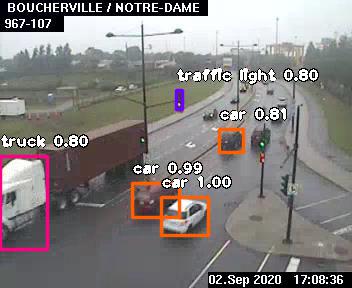 BOUCHERVILLE / NOTRE-DAME
967-107
traffic light 0.80
car 0.81
truck 0.80
car 0.99
car 1.00
02.Sep 2020 17:08:36